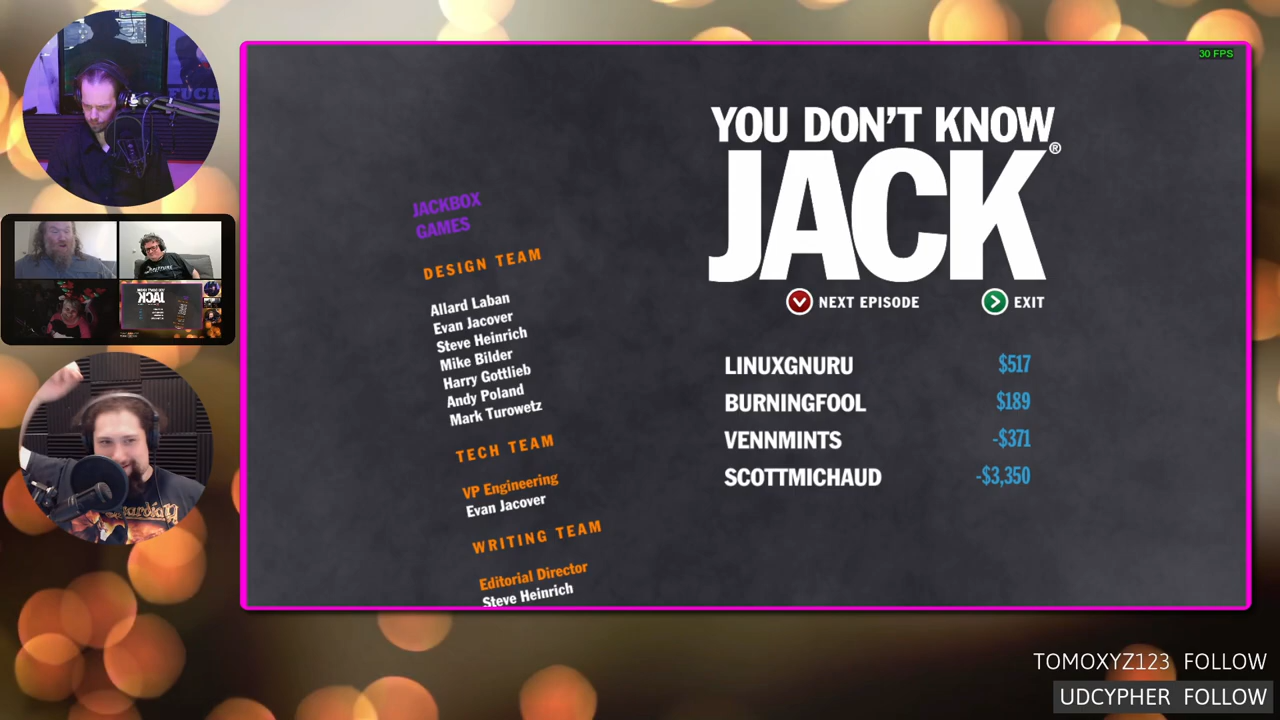 30 FPS
YOU DON'T KNOW
JACK®
NEXT EPISODE
EXIT
LINUXGNURU $517
BURNINGFOOL $189
VENNMINTS -$371
SCOTTMICHAUD -$3,350
JACKBOX
GAMES
DESIGN TEAM
Allard Laban
Evan Jacover
Steve Heinrich
Mike Bilder
Harry Gottlieb
Andy Poland
Mark Turowetz
TECH TEAM
VP Engineering
Evan Jacover
WRITING TEAM
Editorial Director
Steve Heinrich
TOMOXYZ123 FOLLOW
UDCYPHER FOLLOW